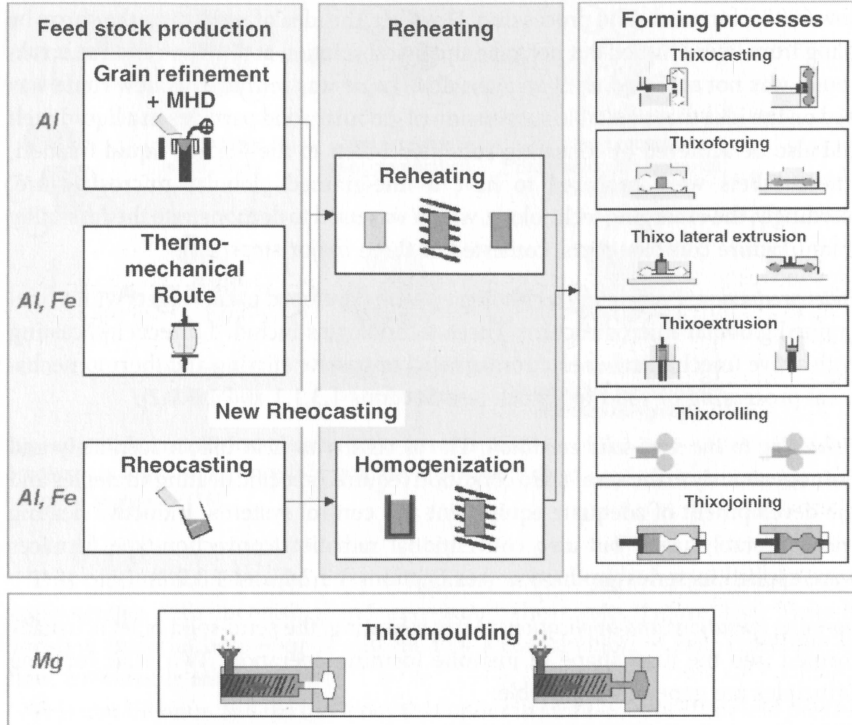 Feed stock production
Reheating
Forming processes
Grain refinement
+ MHD
Al
Thermo-
mechanical
Route
Al, Fe
Reheating
New Rheocasting
Rheocasting
Homogenization
Al, Fe
Thixocasting
Thixoforging
Thixo lateral extrusion
Thixoextrusion
Thixorolling
Thixojoining
Thixomoulding
Mg